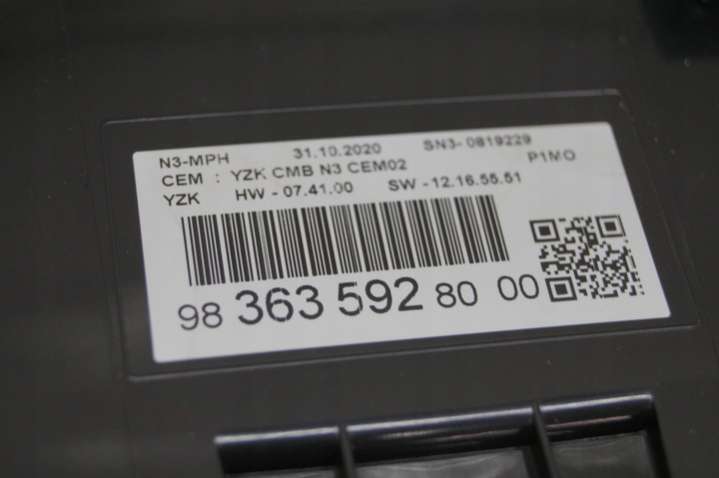 N3-MPH 31.10.2020 SN3-0819229
CEM : YZK CMB N3 CEM02 P1MO
YZK HW - 07.41.00 SW - 12.16.55.51
98 363 592 80 00